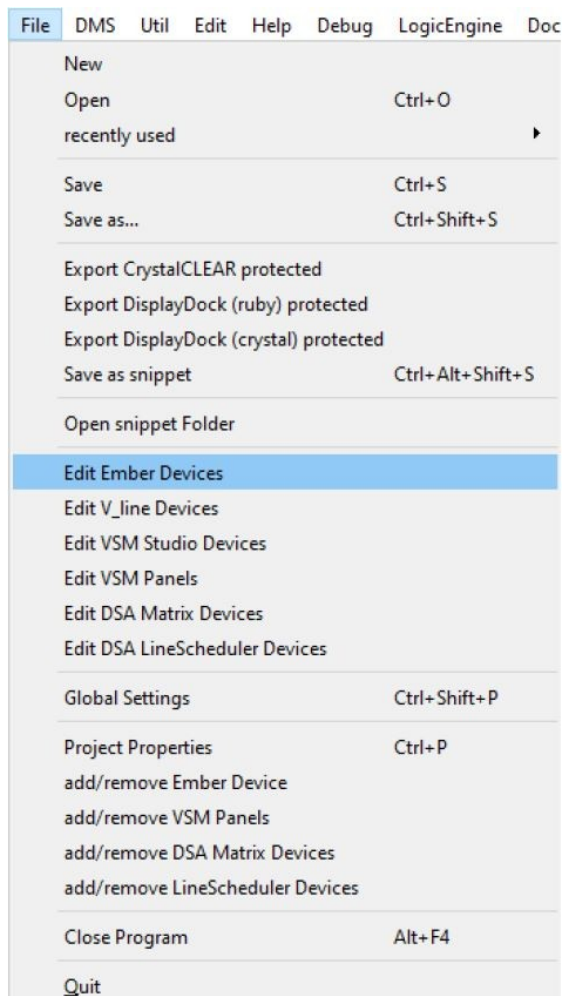 File DMS Util Edit Help Debug LogicEngine Doc
New
Open Ctrl+O
recently used
Save Ctrl+S
Save as... Ctrl+Shift+S
Export CrystalCLEAR protected
Export DisplayDock (ruby) protected
Export DisplayDock (crystal) protected
Save as snippet Ctrl+Alt+Shift+S
Open snippet Folder
Edit Ember Devices
Edit V_line Devices
Edit VSM Studio Devices
Edit VSM Panels
Edit DSA Matrix Devices
Edit DSA LineScheduler Devices
Global Settings Ctrl+Shift+P
Project Properties Ctrl+P
add/remove Ember Device
add/remove VSM Panels
add/remove DSA Matrix Devices
add/remove LineScheduler Devices
Close Program Alt+F4
Quit